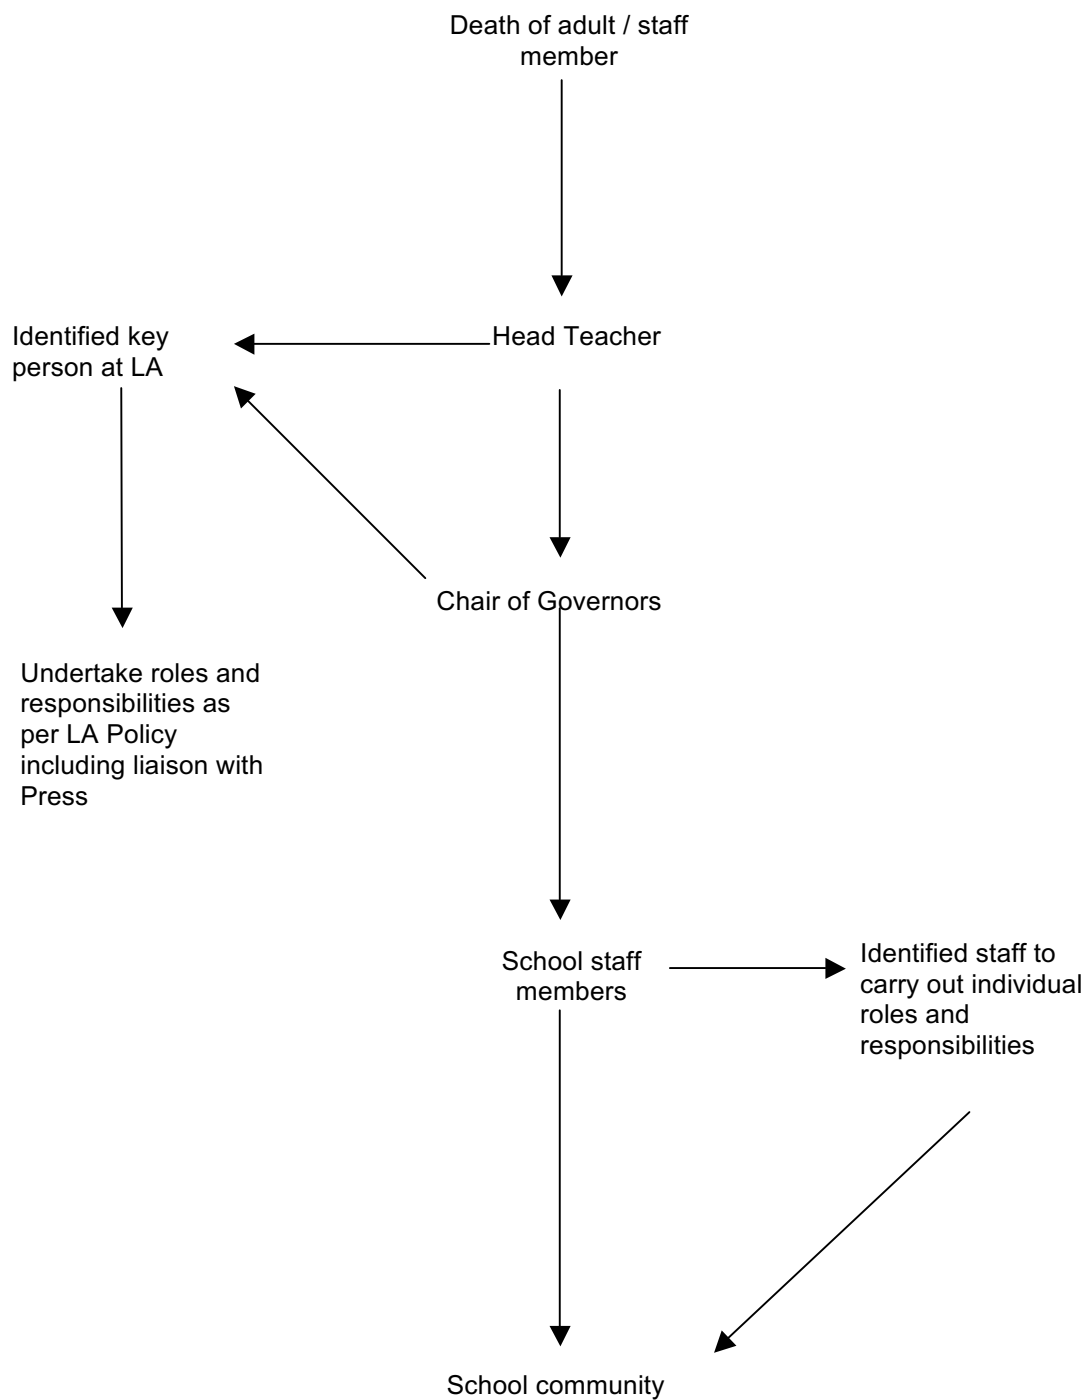 Death of adult / staff
member
Identified key
person at LA
Head Teacher
Chair of Governors
Undertake roles and
responsibilities as
per LA Policy
including liaison with
Press
School staff
members
Identified staff to
carry out individual
roles and
responsibilities
School community